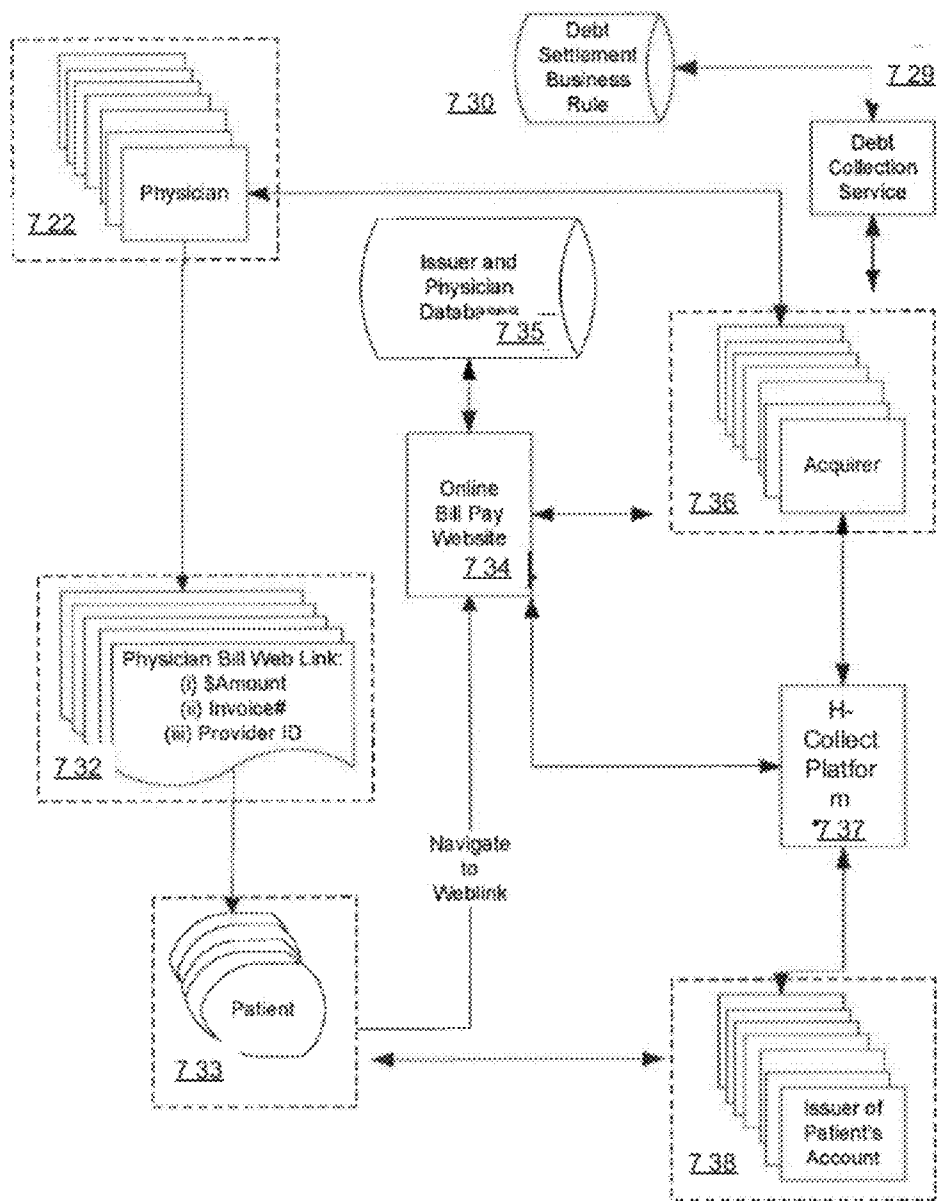 Debt
Settlement
Business
Rule
7.30
7.29
Debt
Collection
Service
Physician
7.22
Issuer and
Physician
Databases
7.35
Online
Bill Pay
Website
7.34
Acquirer
7.36
Physician Bill Web Link:
(i) $Amount
(ii) Invoice#
(iii) Provider ID
7.32
H-
Collect
Platfor
m
7.37
Navigate
to
Weblink
Patient
7.33
Issuer of
Patient's
Account
7.38